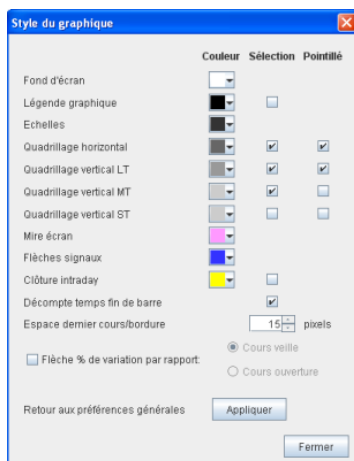 Style du graphique
Couleur Sélection Pointillé
Fond d'écran
Légende graphique
Echelles
Quadrillage horizontal
Quadrillage vertical LT
Quadrillage vertical MT
Quadrillage vertical ST
Mire écran
Flèches signaux
Clôture intraday
Décompte temps fin de barre
Espace dernier cours/bordure 15 pixels
Cours veille
Flèche % de variation par rapport:
Cours ouverture
Retour aux préférences générales Appliquer
Fermer